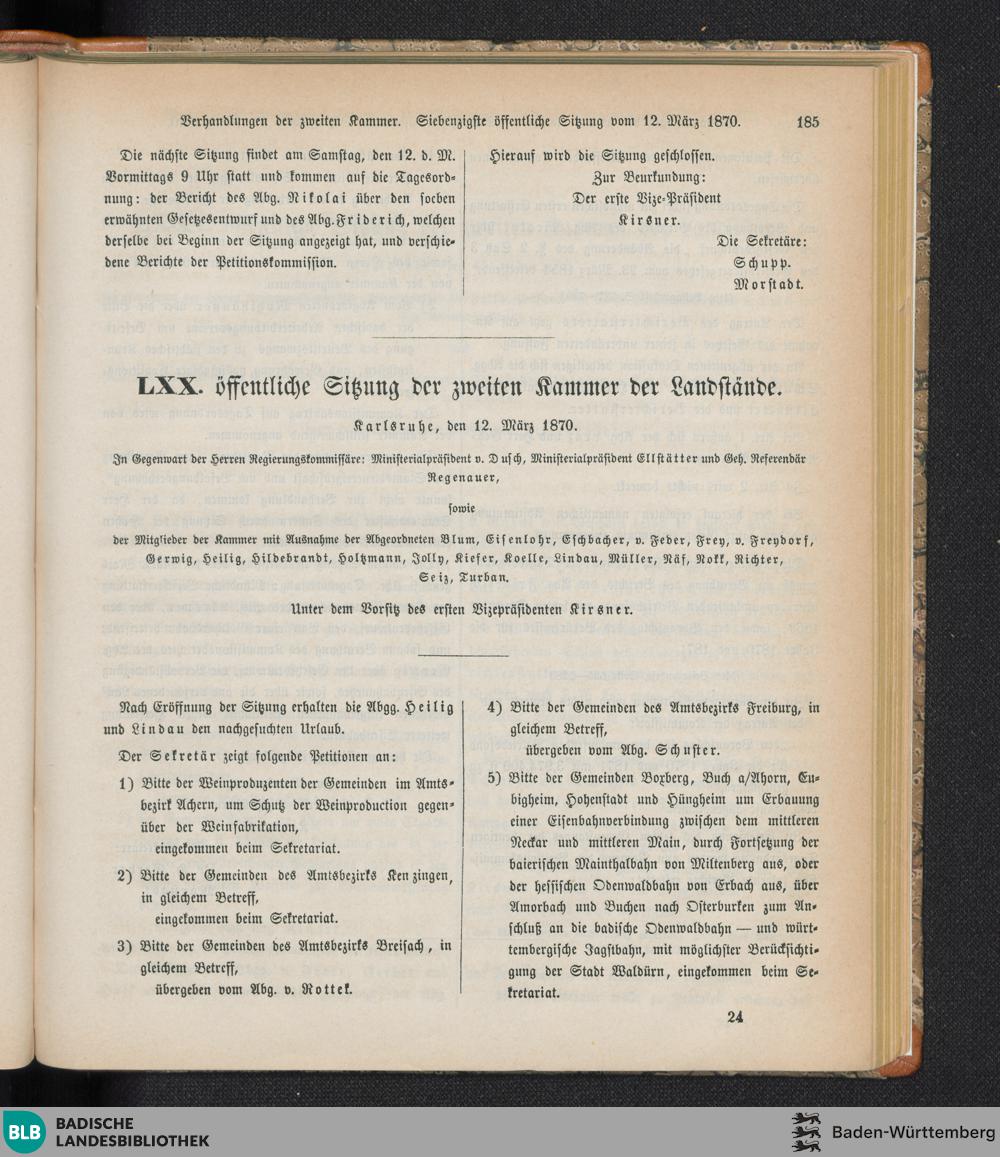 Verhandlungen der zweiten Kammer. Siebenzigste öffentliche Sitzung vom 12. März 1870. 185
Die nächste Sitzung findet am Samstag, den 12. d. M.
Vormittags 9 Uhr statt und kommen auf die Tagesord-
nung: der Bericht des Abg. Nikolai über den soeben
erwähnten Gesetzesentwurf und des Abg. Friderich, welchen
derselbe bei Beginn der Sitzung angezeigt hat, und verschie-
dene Berichte der Petitionskommission.
Hierauf wird die Sitzung geschlossen.
Zur Beurkundung:
Der erste Vize-Präsident
Kirsner.
Die Sekretäre:
Schupp.
Morstadt.
LXX. öffentliche Sitzung der zweiten Kammer der Landstände.
Karlsruhe, den 12. März 1870.
In Gegenwart der Herren Regierungskommissäre: Ministerialpräsident v. Dusch, Ministerialpräsident Ellstätter und Geh. Referendär
Regenauer,
sowie
der Mitglieder der Kammer mit Ausnahme der Abgeordneten Blum, Eisenlohr, Eschbacher, v. Feder, Frey, v. Freydorf,
Gerwig, Heilig, Hildebrandt, Holtzmann, Jolly, Kiefer, Koelle, Lindau, Müller, Näf, Nokk, Richter,
Seiz, Turban.
Unter dem Vorsitz des ersten Vizepräsidenten Kirsner.
Nach Eröffnung der Sitzung erhalten die Abgg. Heilig
und Lindau den nachgesuchten Urlaub.
Der Sekretär zeigt folgende Petitionen an:
1) Bitte der Weinproduzenten der Gemeinden im Amts-
bezirk Achern, um Schutz der Weinproduction gegen-
über der Weinfabrikation,
eingekommen beim Sekretariat.
2) Bitte der Gemeinden des Amtsbezirks Kenzingen,
in gleichem Betreff,
eingekommen beim Sekretariat.
3) Bitte der Gemeinden des Amtsbezirks Breisach, in
gleichem Betreff,
übergeben vom Abg. v. Rottek.
4) Bitte der Gemeinden des Amtsbezirks Freiburg, in
gleichem Betreff,
übergeben vom Abg. Schuster.
5) Bitte der Gemeinden Boxberg, Buch a/Ahorn, Eu-
bigheim, Hohenstadt und Hüngheim um Erbauung
einer Eisenbahnverbindung zwischen dem mittleren
Neckar und mittleren Main, durch Fortsetzung der
baierischen Mainthalbahn von Miltenberg aus, oder
der hessischen Odenwaldbahn von Erbach aus, über
Amorbach und Buchen nach Osterburken zum An-
schluß an die badische Odenwaldbahn — und würt-
tembergische Jagstbahn, mit möglichster Berücksichti-
gung der Stadt Waldürn, eingekommen beim Se-
kretariat.
24
BLB BADISCHE
LANDESBIBLIOTHEK
Baden-Württemberg